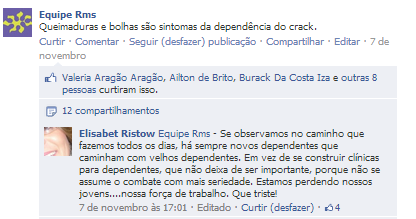 Equipe Rms
Queimaduras e bolhas são sintomas da dependência do crack.
Curtir · Comentar · Seguir (desfazer) publicação · Compartilhar · Editar · 7 de
novembro
Valeria Aragão Aragão, Ailton de Brito, Burack Da Costa Iza e outras 8
pessoas curtiram isso.
12 compartilhamentos
Elisabet Ristow Equipe Rms - Se observamos no caminho que
fazemos todos os dias, há sempre novos dependentes que
caminham com velhos dependentes. Em vez de se construir clínicas
para dependentes, que não deixa de ser importante, porque não se
assume o combate com mais seriedade. Estamos perdendo nossos
jovens....nossa força de trabalho. Que triste!
7 de novembro às 17:01 · Editado · Curtir (desfazer) · 4